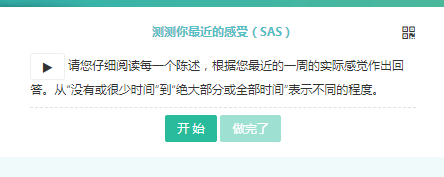 测测你最近的感受（SAS）
请您仔细阅读每一个陈述，根据您最近的一周的实际感觉作出回
答。从“没有或很少时间”到“绝大部分或全部时间”表示不同的程度。
开 始 做完了